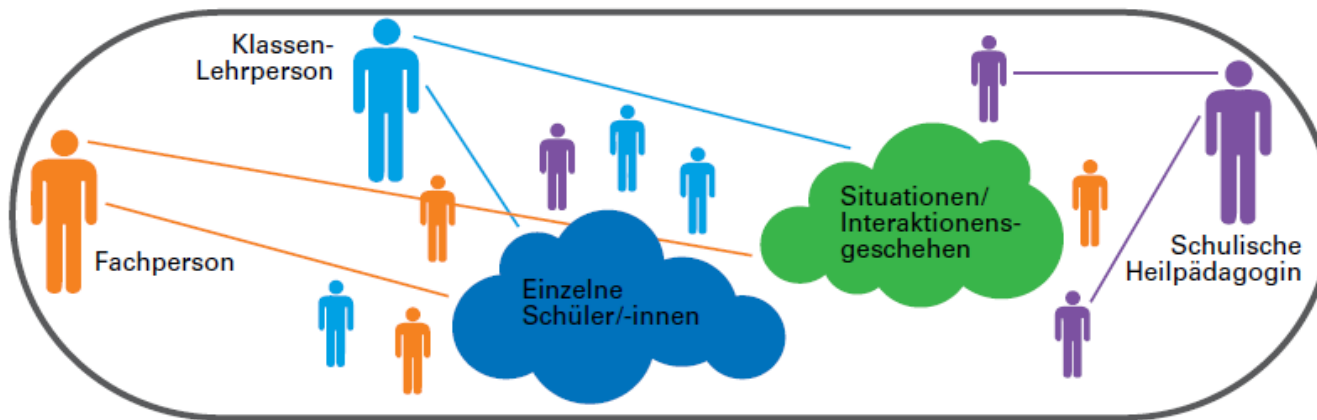 Klassen-
Lehrperson
Fachperson
Einzelne
Schüler/-innen
Situationen/
Interaktionens-
geschehen
Schulische
Heilpädagogin